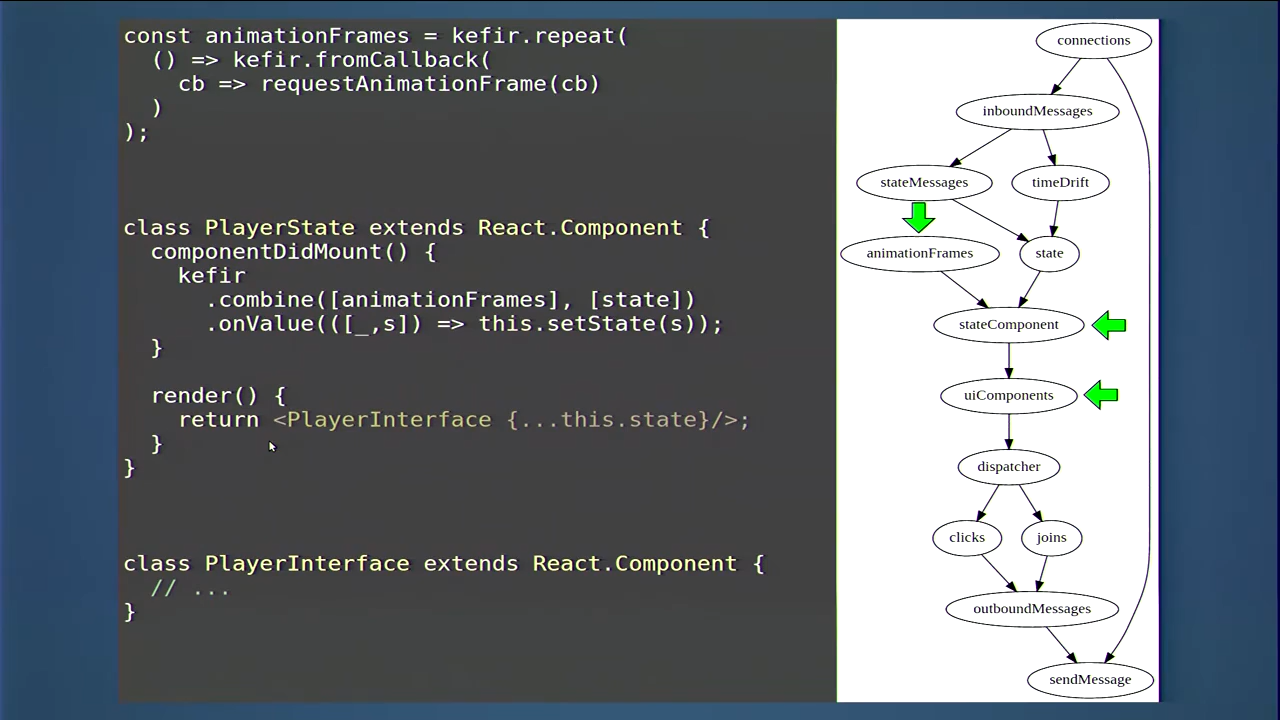 const animationFrames = kefir.repeat(
  () => kefir.fromCallback(
    cb => requestAnimationFrame(cb)
  )
);
class PlayerState extends React.Component {
  componentDidMount() {
    kefir
      .combine([animationFrames], [state])
      .onValue(([_,s]) => this.setState(s));
  }
  render() {
    return <PlayerInterface {...this.state}/>;
  }
}
class PlayerInterface extends React.Component {
  // ...
}
connections
inboundMessages
stateMessages
timeDrift
animationFrames
state
stateComponent
uiComponents
dispatcher
clicks
joins
outboundMessages
sendMessage